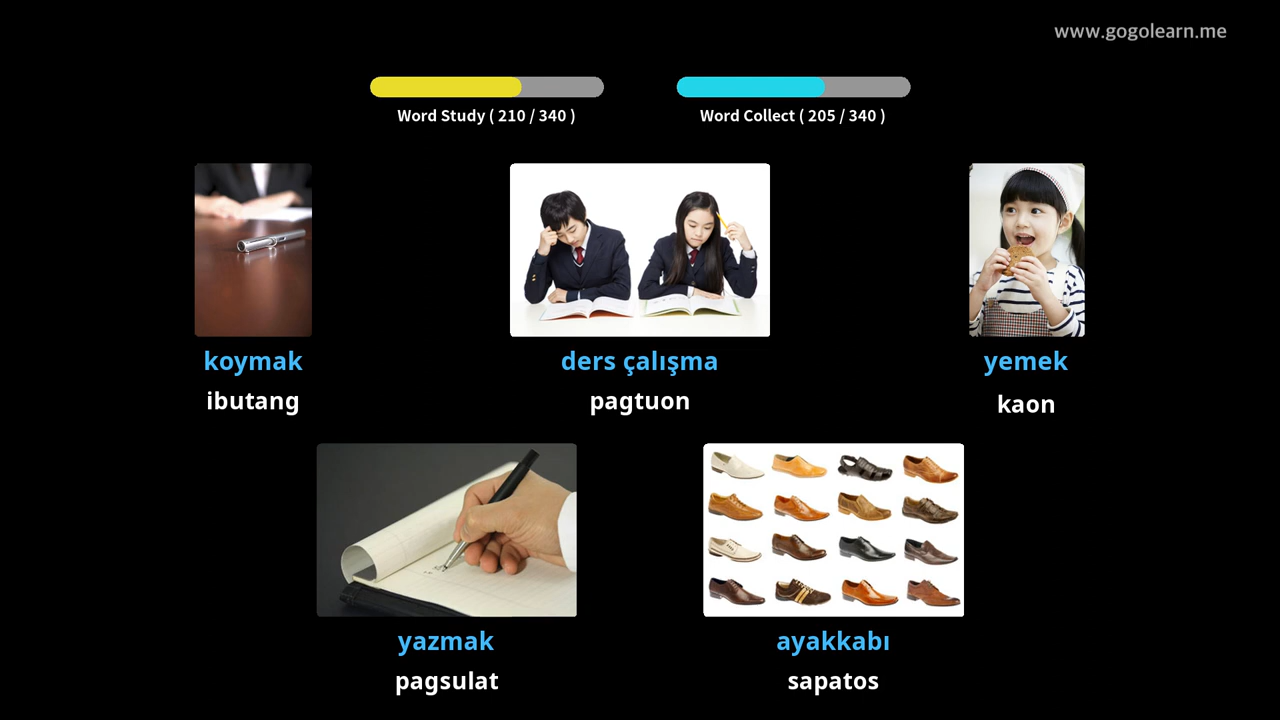 www.gogolearn.me
Word Study ( 210 / 340 )
Word Collect ( 205 / 340 )
koymak
ibutang
ders çalışma
pagtuon
yemek
kaon
yazmak
pagsulat
ayakkabı
sapatos